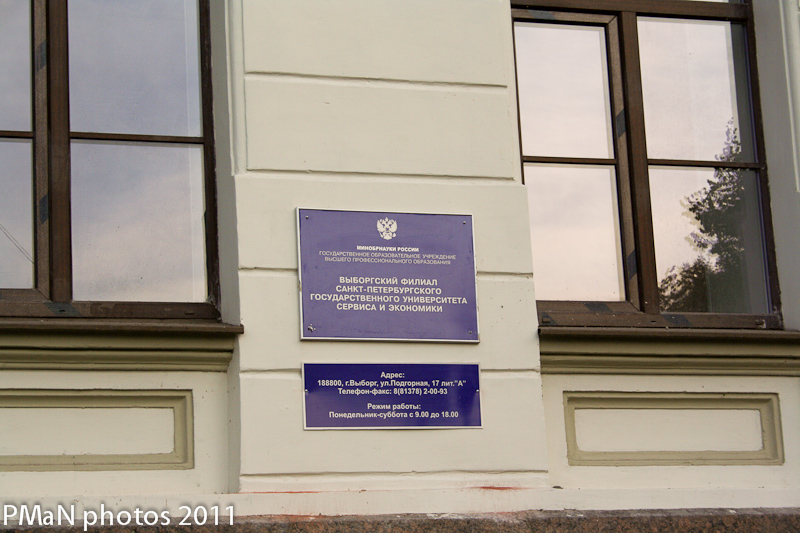 МИНОБРНАУКИ РОССИИ
ГОСУДАРСТВЕННОЕ ОБРАЗОВАТЕЛЬНОЕ УЧРЕЖДЕНИЕ
ВЫСШЕГО ПРОФЕССИОНАЛЬНОГО ОБРАЗОВАНИЯ
ВЫБОРГСКИЙ ФИЛИАЛ
САНКТ-ПЕТЕРБУРГСКОГО
ГОСУДАРСТВЕННОГО УНИВЕРСИТЕТА
СЕРВИСА И ЭКОНОМИКИ
Адрес:
188800, г.Выборг, ул.Подгорная, 17 лит."А"
Телефон-факс: 8(81378) 2-00-93
Режим работы:
Понедельник-суббота с 9.00 до 18.00
PMaN photos 2011